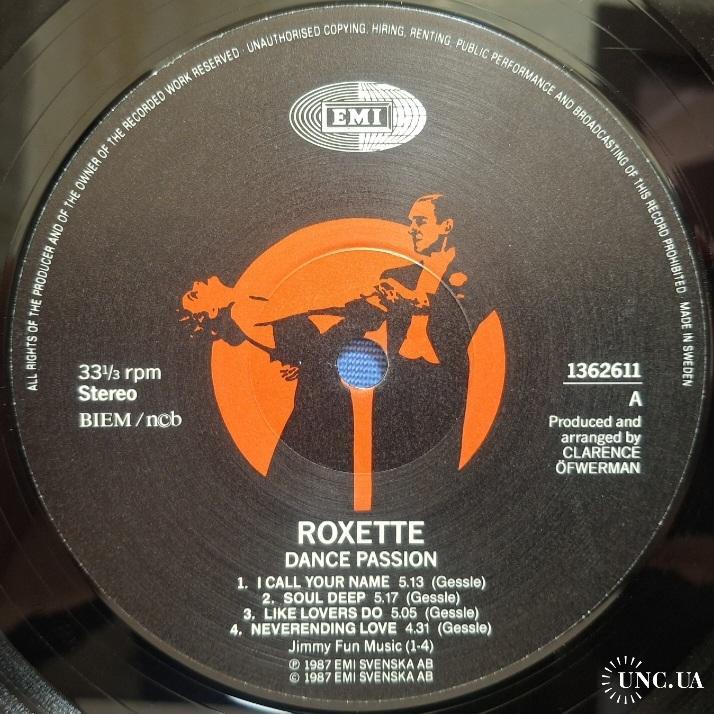 ALL RIGHTS OF THE PRODUCER AND OF THE OWNER OF THE RECORDED WORK RESERVED · UNAUTHORISED COPYING, HIRING, RENTING, PUBLIC PERFORMANCE AND BROADCASTING OF THIS RECORD PROHIBITED. MADE IN SWEDEN
EMI
33 1/3 rpm
Stereo
BIEM / ncb
1362611
A
Produced and
arranged by
CLARENCE
ÖFWERMAN
ROXETTE
DANCE PASSION
1. I CALL YOUR NAME 5.13 (Gessle)
2. SOUL DEEP 5.17 (Gessle)
3. LIKE LOVERS DO 5.05 (Gessle)
4. NEVERENDING LOVE 4.31 (Gessle)
Jimmy Fun Music (1-4)
℗ 1987 EMI SVENSKA AB
© 1987 EMI SVENSKA AB
UNC.UA